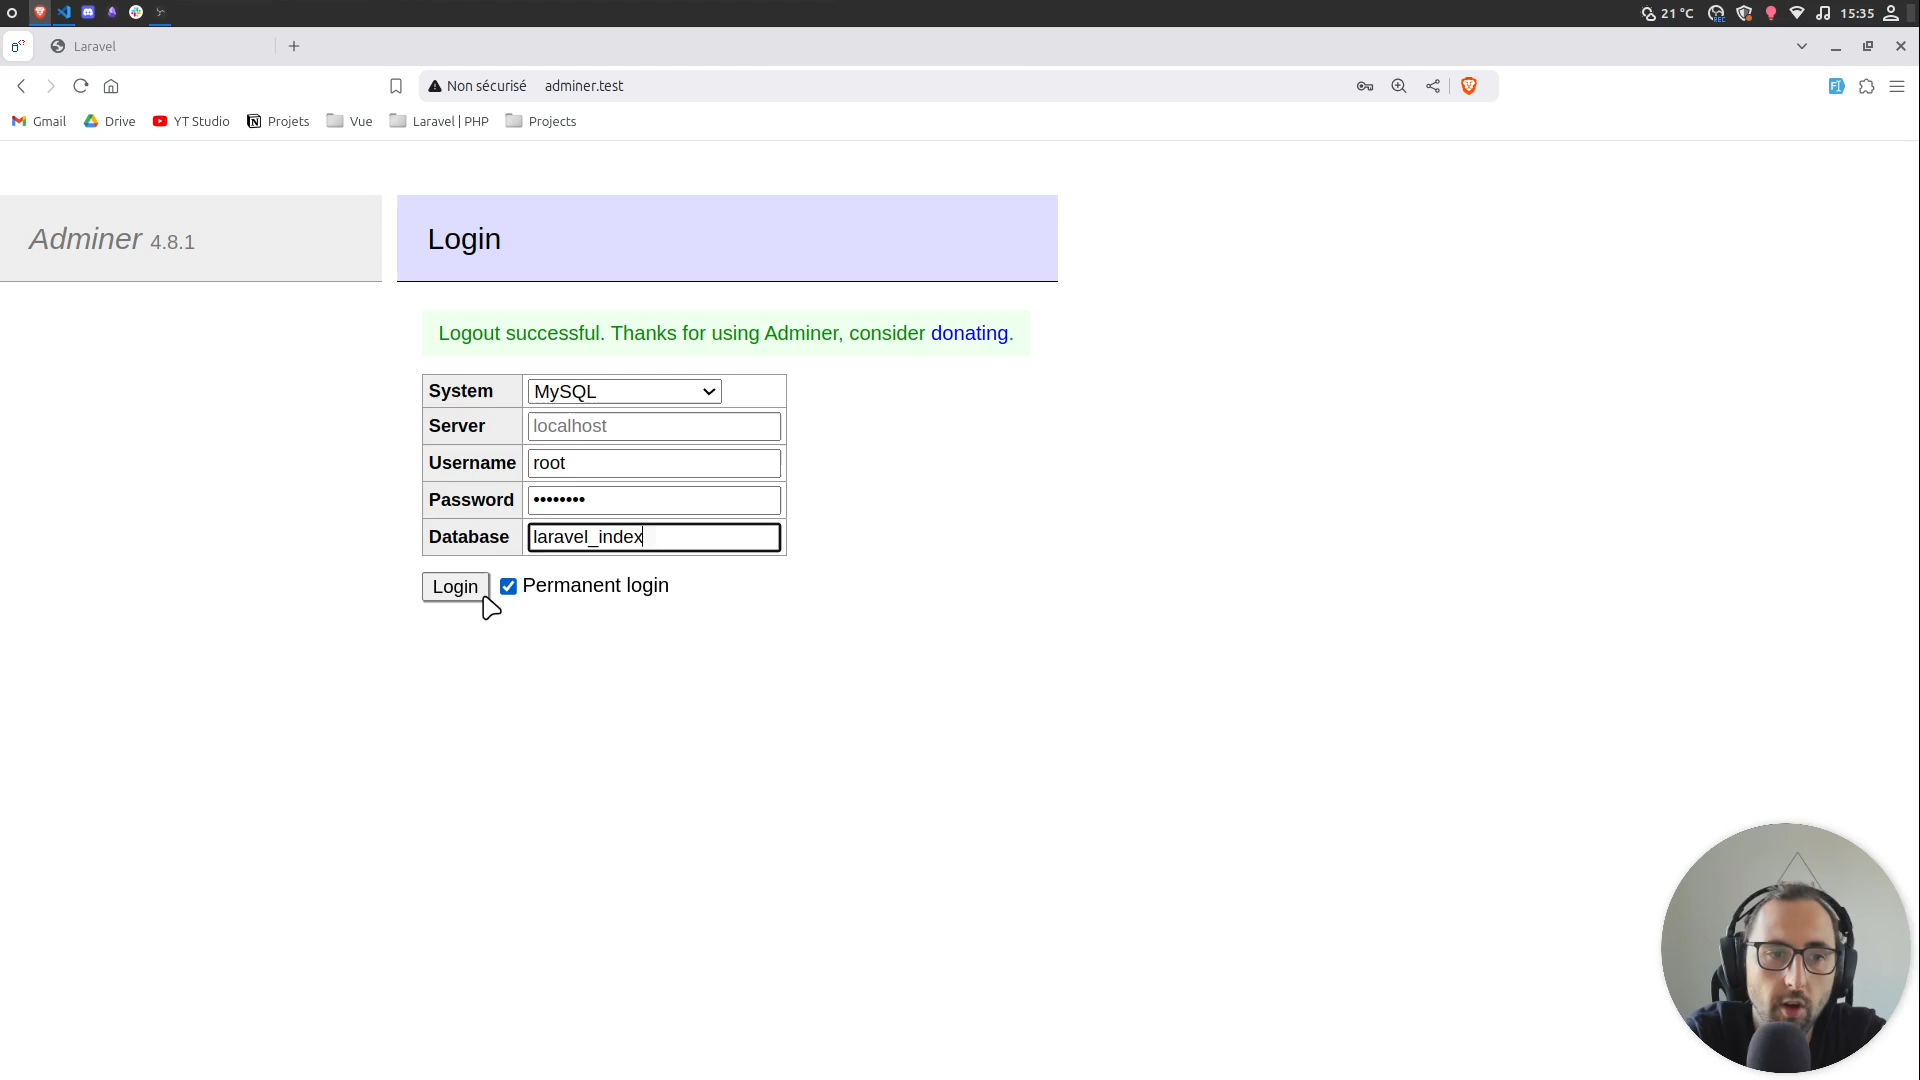 21 °C
REC
15:35
Laravel
Non sécurisé adminer.test
Gmail Drive YT Studio Projets Vue Laravel | PHP Projects
Adminer 4.8.1
Login
Logout successful. Thanks for using Adminer, consider donating.
System MySQL
Server localhost
Username root
Password ••••••••
Database laravel_index
Login Permanent login